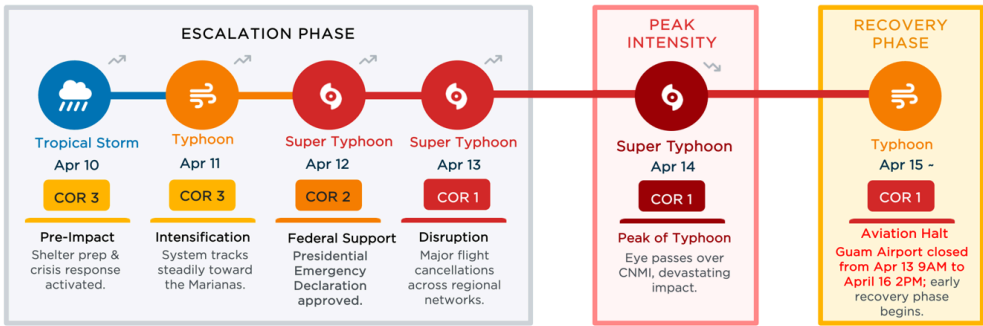 ESCALATION PHASE
Tropical Storm
Apr 10
COR 3
Pre-Impact
Shelter prep &
crisis response
activated.
Typhoon
Apr 11
COR 3
Intensification
System tracks
steadily toward
the Marianas.
Super Typhoon
Apr 12
COR 2
Federal Support
Presidential
Emergency
Declaration
approved.
Super Typhoon
Apr 13
COR 1
Disruption
Major flight
cancellations
across regional
networks.
PEAK
INTENSITY
Super Typhoon
Apr 14
COR 1
Peak of Typhoon
Eye passes over
CNMI, devastating
impact.
RECOVERY
PHASE
Typhoon
Apr 15 ~
COR 1
Aviation Halt
Guam Airport closed
from Apr 13 9AM to
April 16 2PM; early
recovery phase
begins.